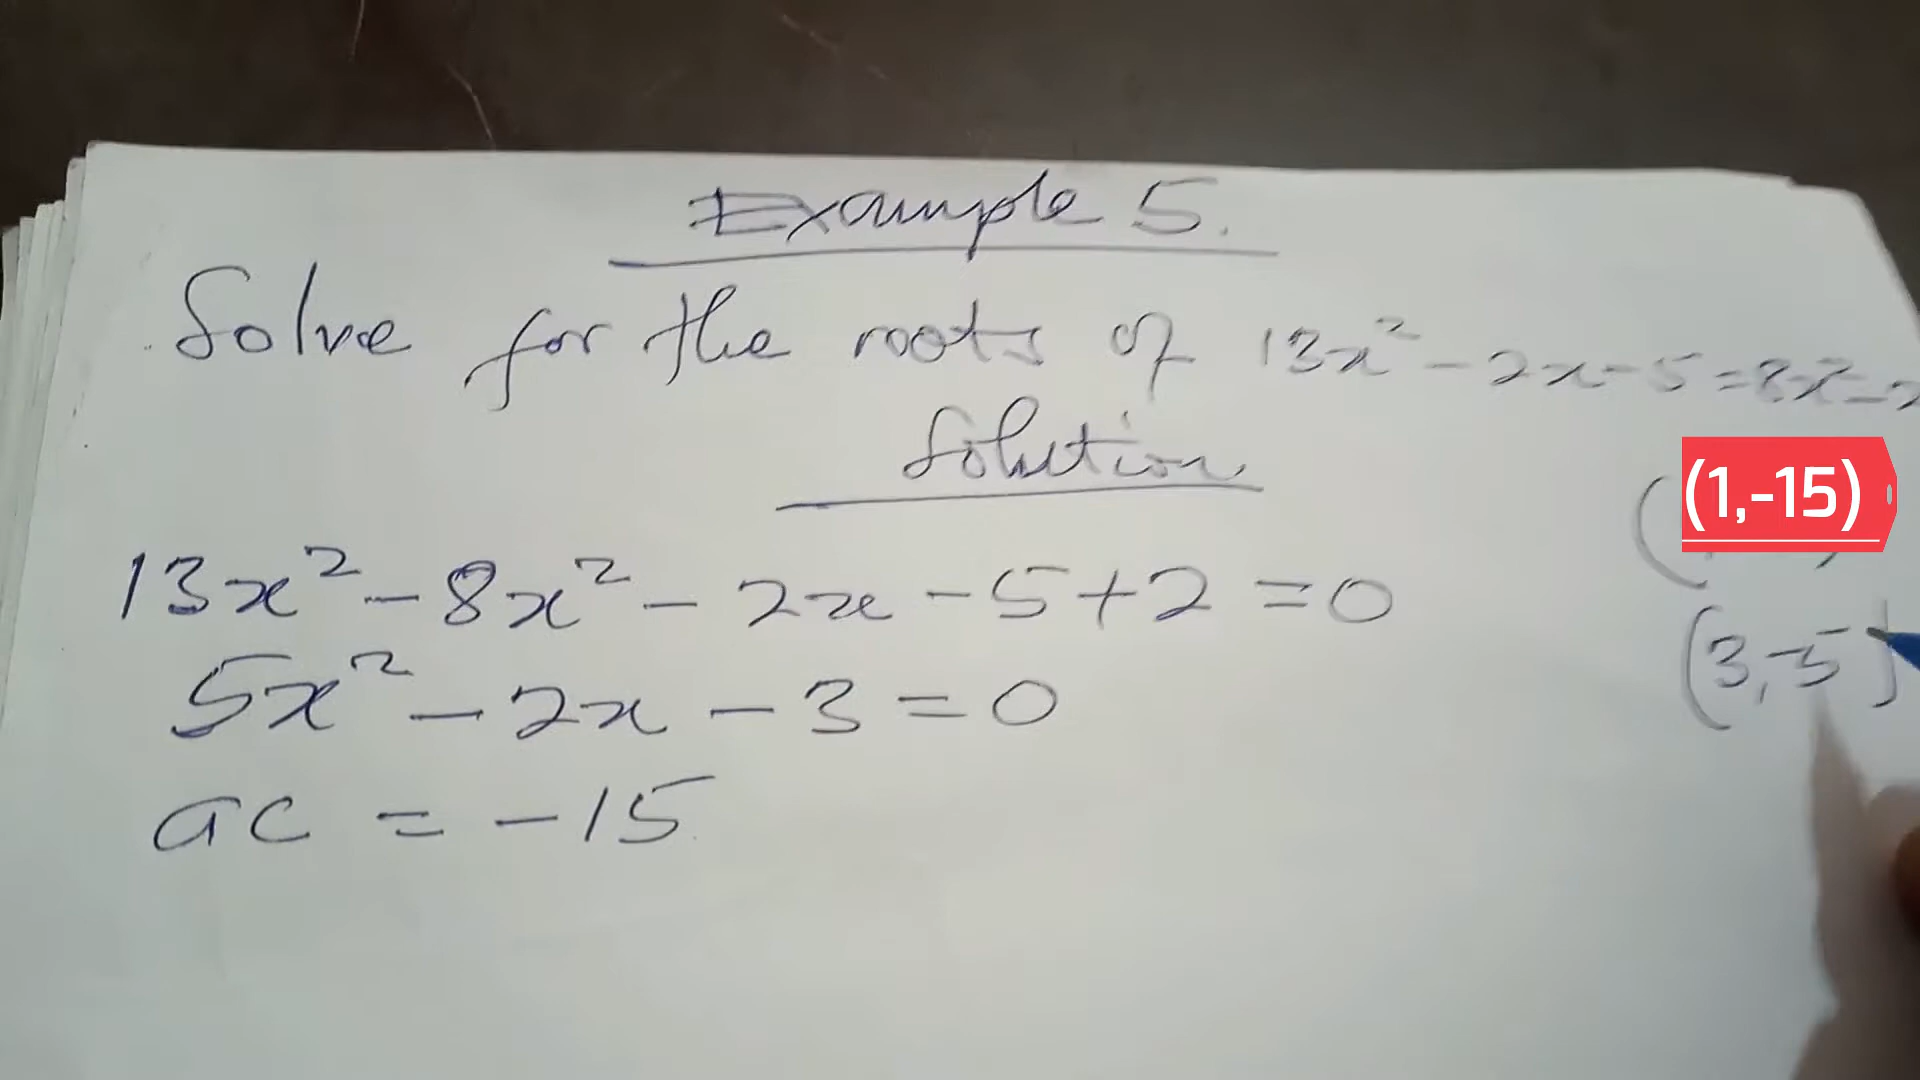 Example 5.
Solve for the roots of 13x² - 2x - 5 = 8x² - 2
Solution
(1,-15)
13x² - 8x² - 2x - 5 + 2 = 0
(3,-5)
5x² - 2x - 3 = 0
ac = -15